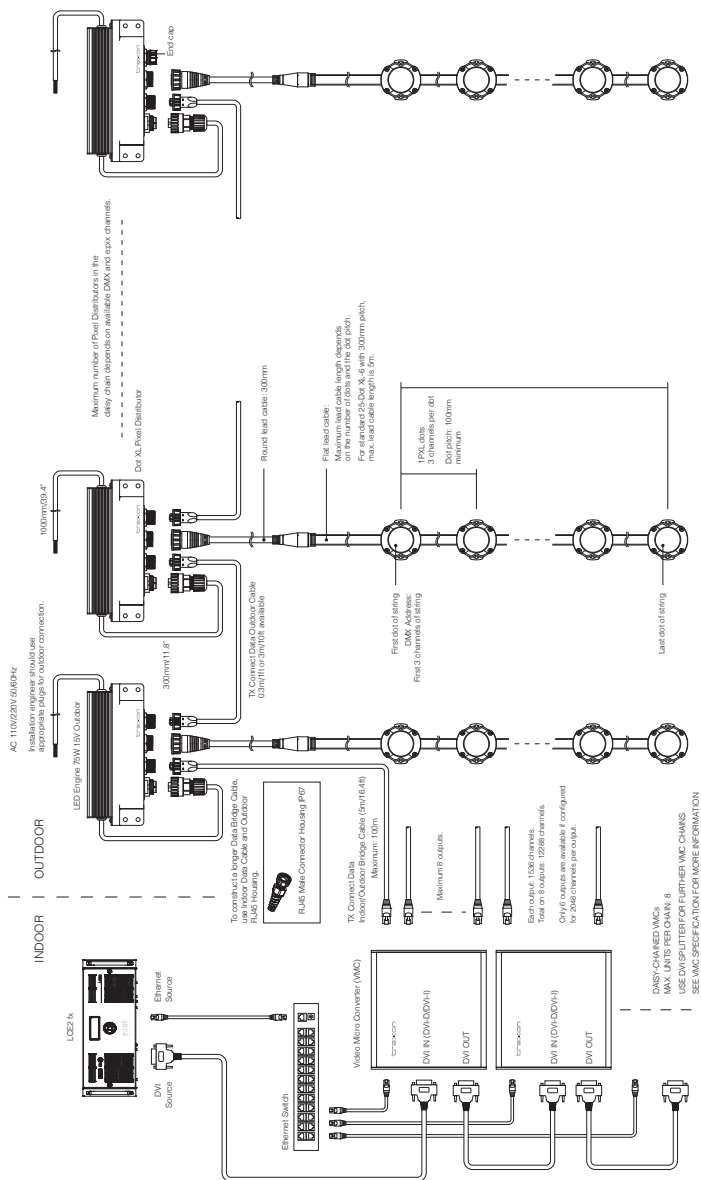 INDOOR
OUTDOOR
AC 110V/220V 50/60Hz
Installation engineer should use
appropriate plugs for outdoor connection.
LCE2 fx
DVI
Source
Ethernet
Source
Ethernet Switch
LED Engine 75W 15V Outdoor
traxon
1000mm/39.4"
Maximum number of Pixel Distributors in the
daisy chain depends on available DMX and e:pix channels.
Dot XL Pixel Distributor
traxon
traxon
End cap
300mm/11.8"
TX Connect Data Outdoor Cable
0.3m/1ft or 3m/10ft available
Round lead cable: 300mm
Flat lead cable:
Maximum lead cable length depends
on the number of dots and the dot pitch.
For standard 25-Dot XL-6 with 300mm pitch,
max. lead cable length is 5m.
To construct a longer Data Bridge Cable,
use Indoor Data Cable and Outdoor
RJ45 Housing.
RJ45 Male Connector Housing IP67
TX Connect Data
Indoor/Outdoor Bridge Cable (5m/16.4ft)
Maximum: 100m
Maximum 8 outputs.
Each output: 1536 channels.
Total on 8 outputs: 12288 channels.
Only 6 outputs are available if configured
for 2048 channels per output.
Video Micro Converter (VMC)
traxon
DVI IN (DVI-D/DVI-I)
DVI OUT
traxon
DVI IN (DVI-D/DVI-I)
DVI OUT
DAISY-CHAINED VMCs
MAX. UNITS PER CHAIN: 8
USE DVI SPLITTER FOR FURTHER VMC CHAINS
SEE VMC SPECIFICATION FOR MORE INFORMATION
First dot of string
DMX Address:
First 3 channels of string
1PXL dots
3 channels per dot
Dot pitch: 100mm
minimum
Last dot of string